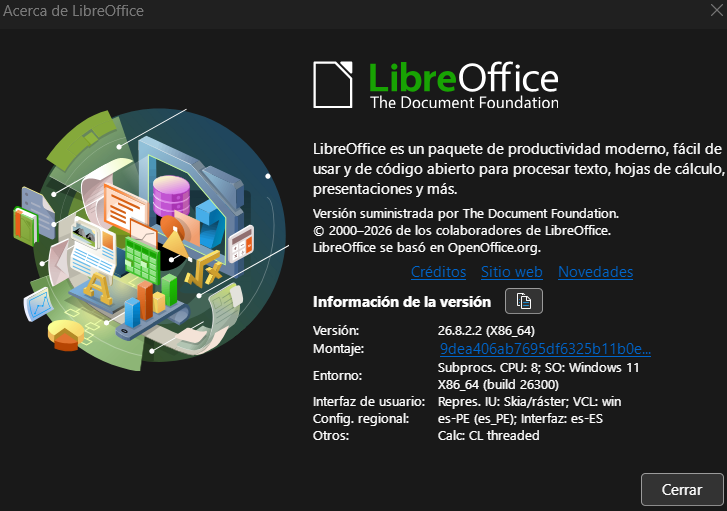 Acerca de LibreOffice
LibreOffice
The Document Foundation
LibreOffice es un paquete de productividad moderno, fácil de
usar y de código abierto para procesar texto, hojas de cálculo,
presentaciones y más.
Versión suministrada por The Document Foundation.
© 2000–2026 de los colaboradores de LibreOffice.
LibreOffice se basó en OpenOffice.org.
Créditos Sitio web Novedades
Información de la versión
Versión: 26.8.2.2 (X86_64)
Montaje: 9dea406ab7695df6325b11b0e...
Entorno: Subprocs. CPU: 8; SO: Windows 11
X86_64 (build 26300)
Interfaz de usuario: Repres. IU: Skia/ráster; VCL: win
Config. regional: es-PE (es_PE); Interfaz: es-ES
Otros: Calc: CL threaded
Cerrar